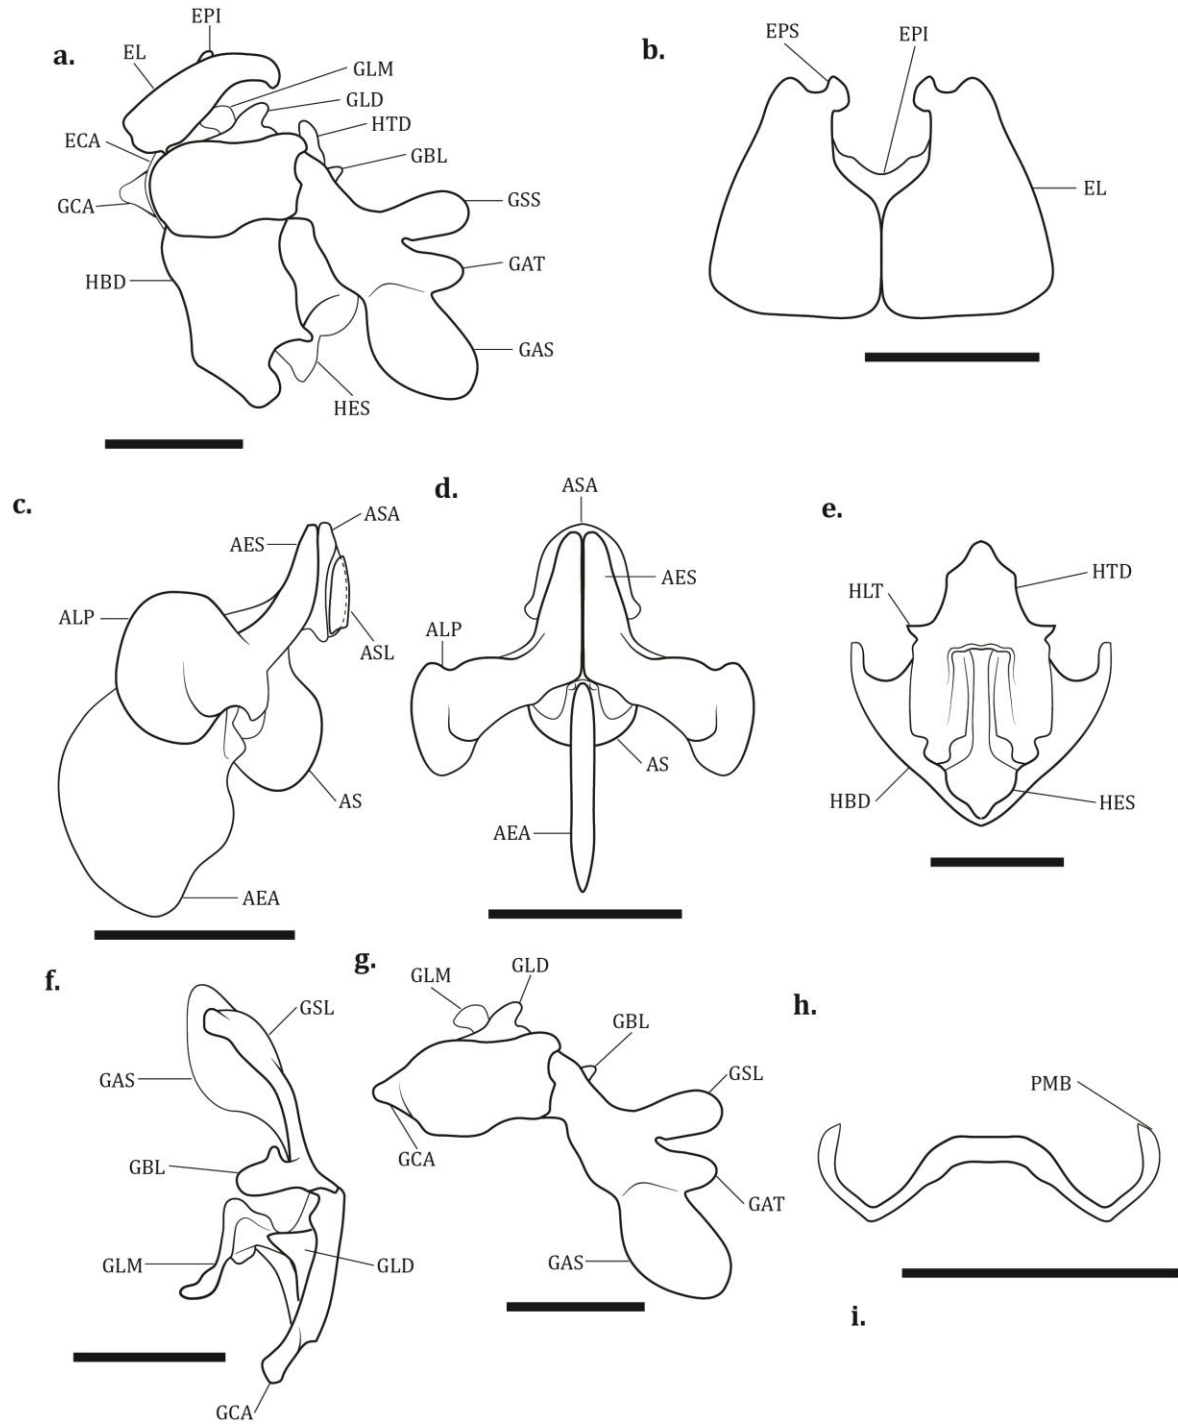 a.
EPI
EL
GLM
GLD
HTD
ECA
GBL
GCA
GSS
GAT
HBD
GAS
HES
b.
EPS
EPI
EL
c.
ASA
AES
ALP
ASL
AS
AEA
d.
ASA
AES
ALP
AS
AEA
e.
HTD
HLT
HBD
HES
f.
GSL
GAS
GBL
GLM
GLD
GCA
g.
GLM
GLD
GBL
GSL
GCA
GAT
GAS
h.
PMB
i.